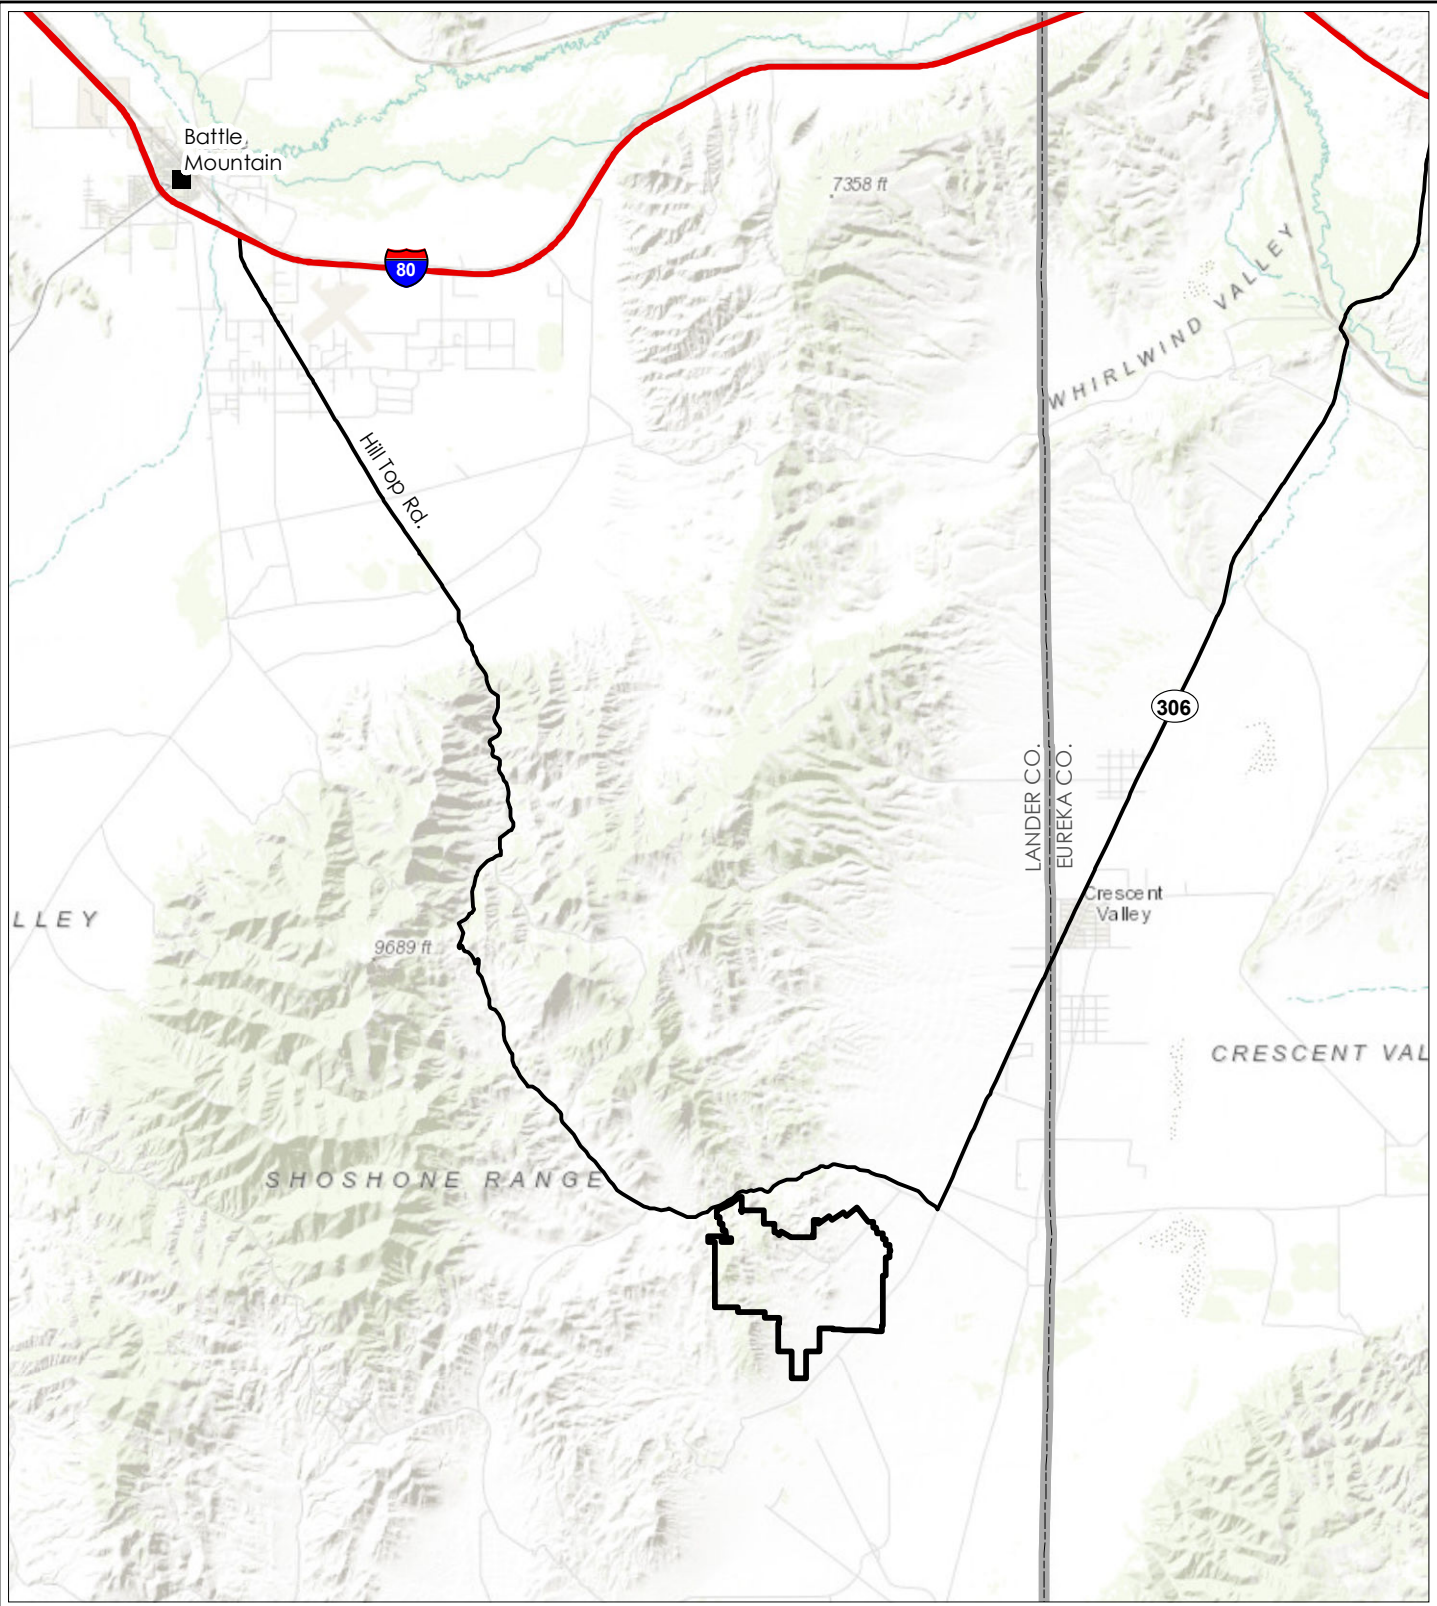 Battle
Mountain
7358 ft
80
WHIRLWIND VALLEY
Hill Top Rd.
306
LANDER CO.
EUREKA CO.
Crescent
Valley
LLEY
9689 ft
CRESCENT VAL
SHOSHONE RANGE